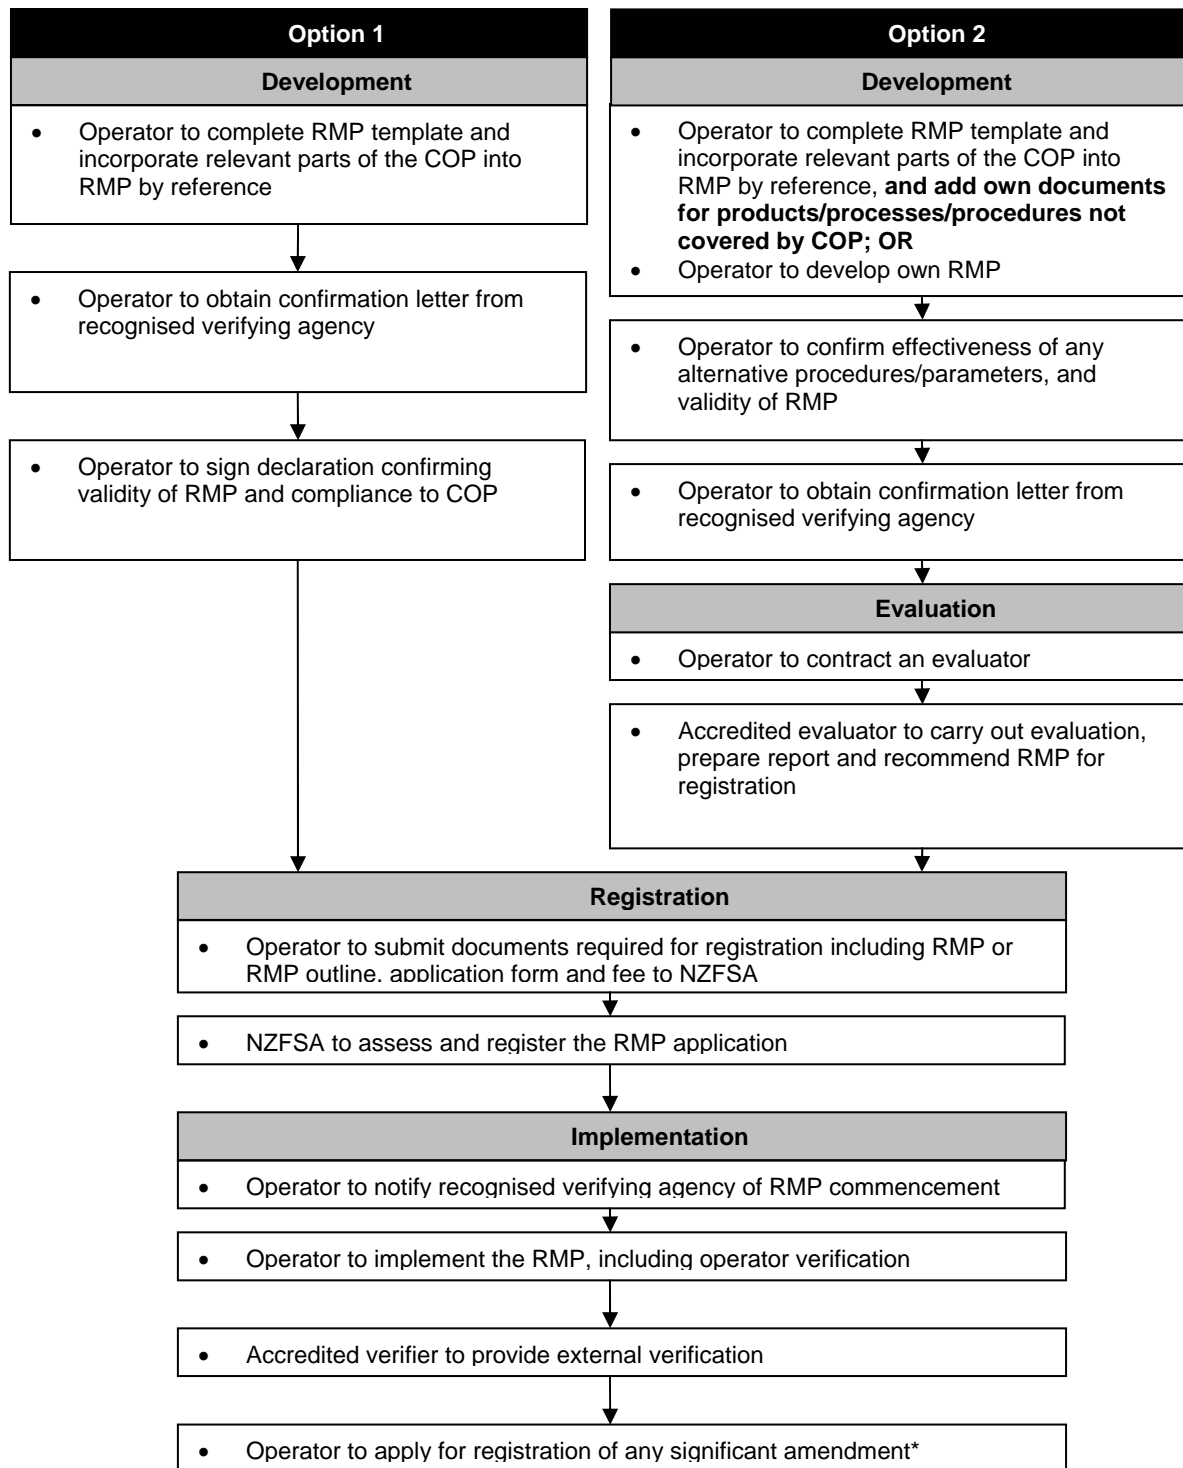 Option 1
Development
• Operator to complete RMP template and
incorporate relevant parts of the COP into
RMP by reference
• Operator to obtain confirmation letter from
recognised verifying agency
• Operator to sign declaration confirming
validity of RMP and compliance to COP
Option 2
Development
• Operator to complete RMP template and
incorporate relevant parts of the COP into
RMP by reference, and add own documents
for products/processes/procedures not
covered by COP; OR
• Operator to develop own RMP
• Operator to confirm effectiveness of any
alternative procedures/parameters, and
validity of RMP
• Operator to obtain confirmation letter from
recognised verifying agency
Evaluation
• Operator to contract an evaluator
• Accredited evaluator to carry out evaluation,
prepare report and recommend RMP for
registration
Registration
• Operator to submit documents required for registration including RMP or
RMP outline, application form and fee to NZFSA
• NZFSA to assess and register the RMP application
Implementation
• Operator to notify recognised verifying agency of RMP commencement
• Operator to implement the RMP, including operator verification
• Accredited verifier to provide external verification
• Operator to apply for registration of any significant amendment*